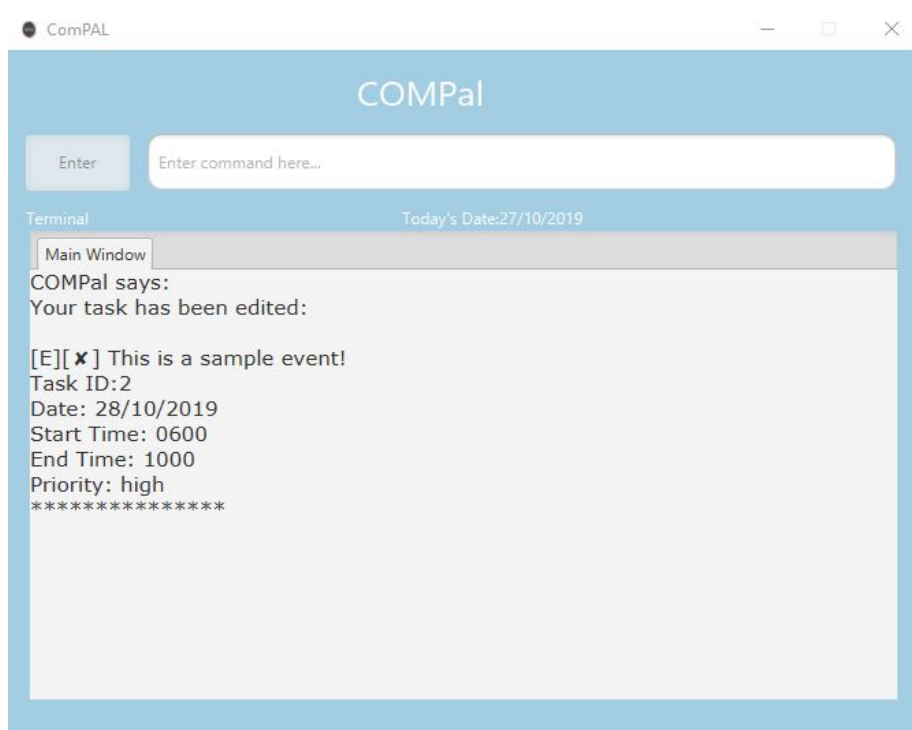 ComPAL
COMPal
Enter
Enter command here...
Terminal
Today's Date:27/10/2019
Main Window
COMPal says:
Your task has been edited:
[E][✘] This is a sample event!
Task ID:2
Date: 28/10/2019
Start Time: 0600
End Time: 1000
Priority: high
***************